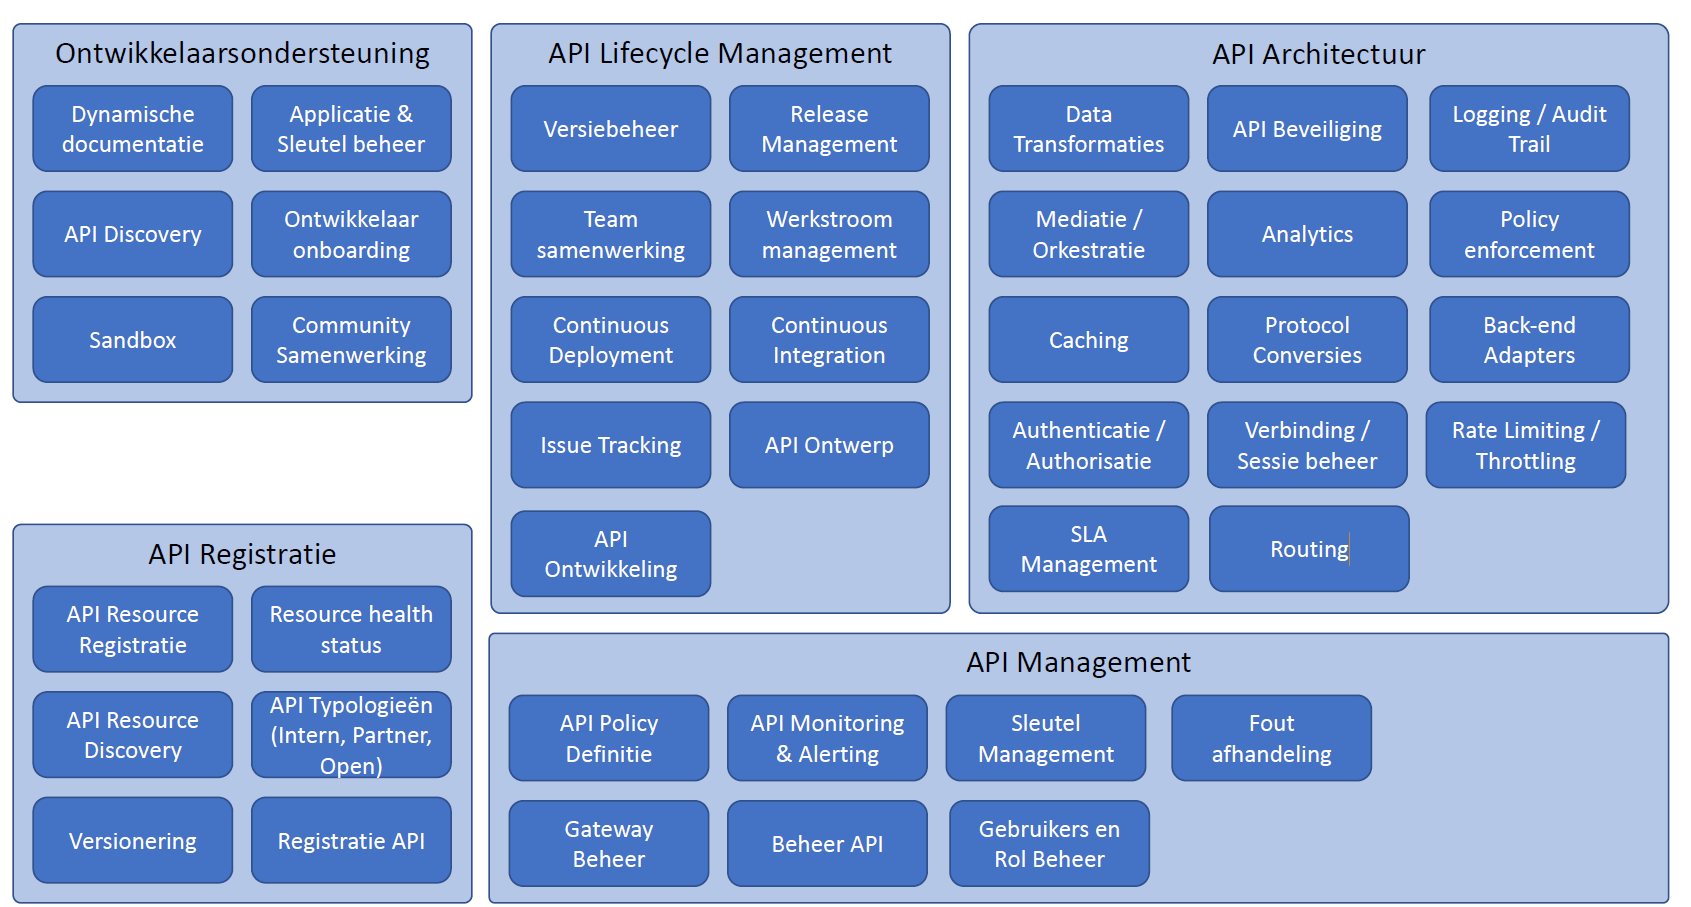 Ontwikkelaarsondersteuning
Dynamische
documentatie
Applicatie &
Sleutel beheer
API Discovery
Ontwikkelaar
onboarding
Sandbox
Community
Samenwerking
API Lifecycle Management
Versiebeheer
Release
Management
Team
samenwerking
Werkstroom
management
Continuous
Deployment
Continuous
Integration
Issue Tracking
API Ontwerp
API
Ontwikkeling
API Architectuur
Data
Transformaties
API Beveiliging
Logging / Audit
Trail
Mediatie /
Orkestratie
Analytics
Policy
enforcement
Caching
Protocol
Conversies
Back-end
Adapters
Authenticatie /
Authorisatie
Verbinding /
Sessie beheer
Rate Limiting /
Throttling
SLA
Management
Routing
API Registratie
API Resource
Registratie
Resource health
status
API Resource
Discovery
API Typologieën
(Intern, Partner,
Open)
Versionering
Registratie API
API Management
API Policy
Definitie
API Monitoring
& Alerting
Sleutel
Management
Fout
afhandeling
Gateway
Beheer
Beheer API
Gebruikers en
Rol Beheer